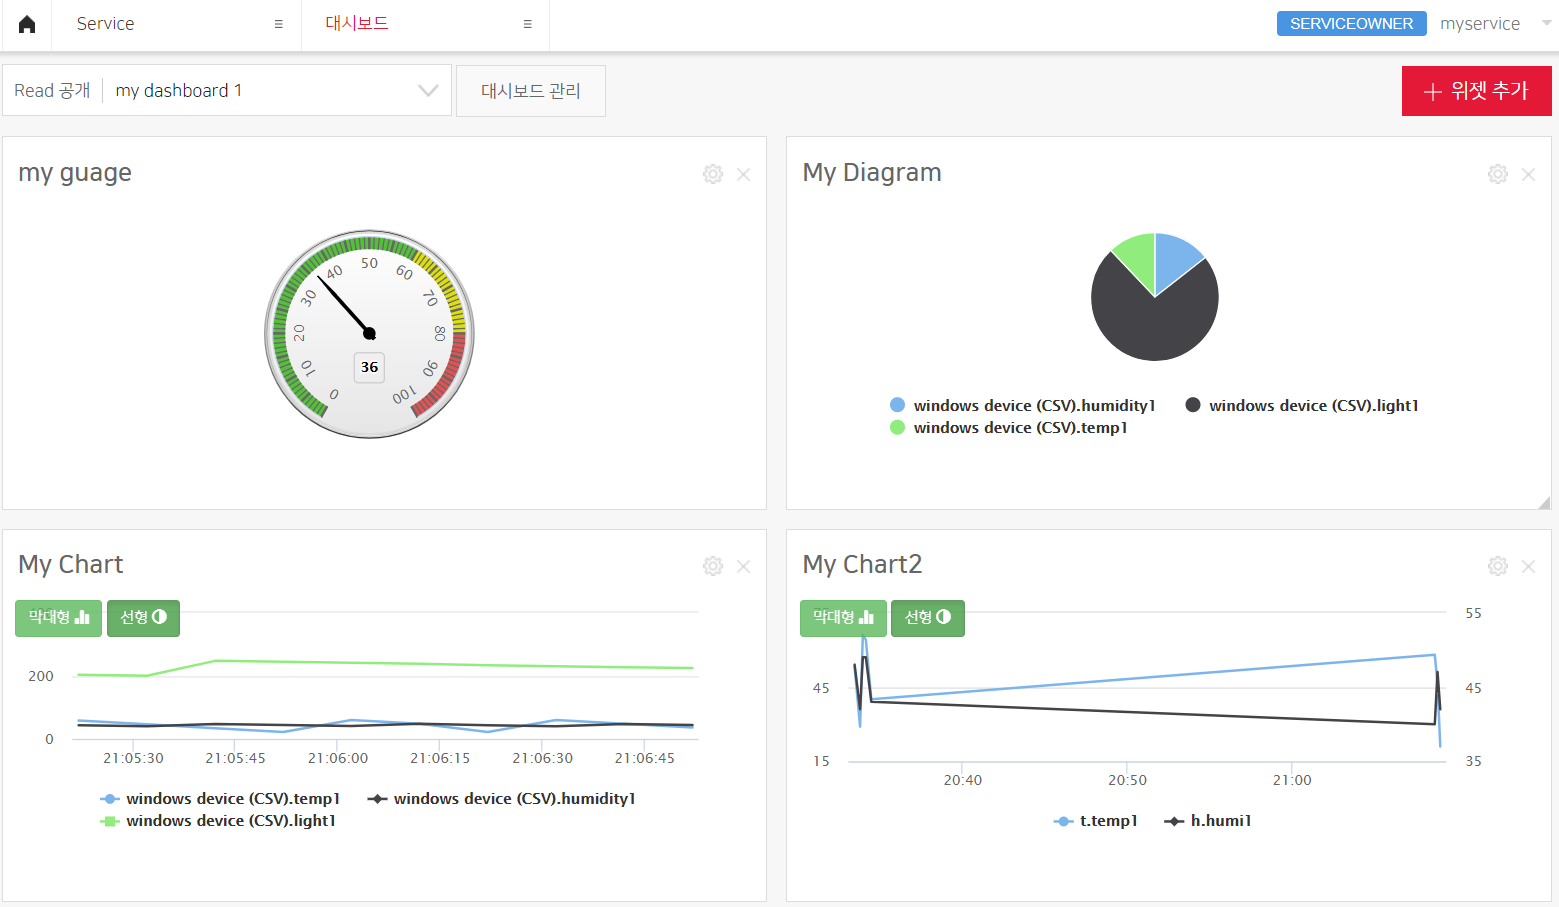 Service
대시보드
SERVICEOWNER
myservice
Read 공개
my dashboard 1
대시보드 관리
위젯 추가
my guage
0
10
20
30
40
50
60
70
80
90
100
36
My Diagram
windows device (CSV).humidity1
windows device (CSV).light1
windows device (CSV).temp1
My Chart
막대형
선형
200
0
21:05:30
21:05:45
21:06:00
21:06:15
21:06:30
21:06:45
windows device (CSV).temp1
windows device (CSV).humidity1
windows device (CSV).light1
My Chart2
막대형
선형
45
15
55
45
35
20:40
20:50
21:00
t.temp1
h.humi1